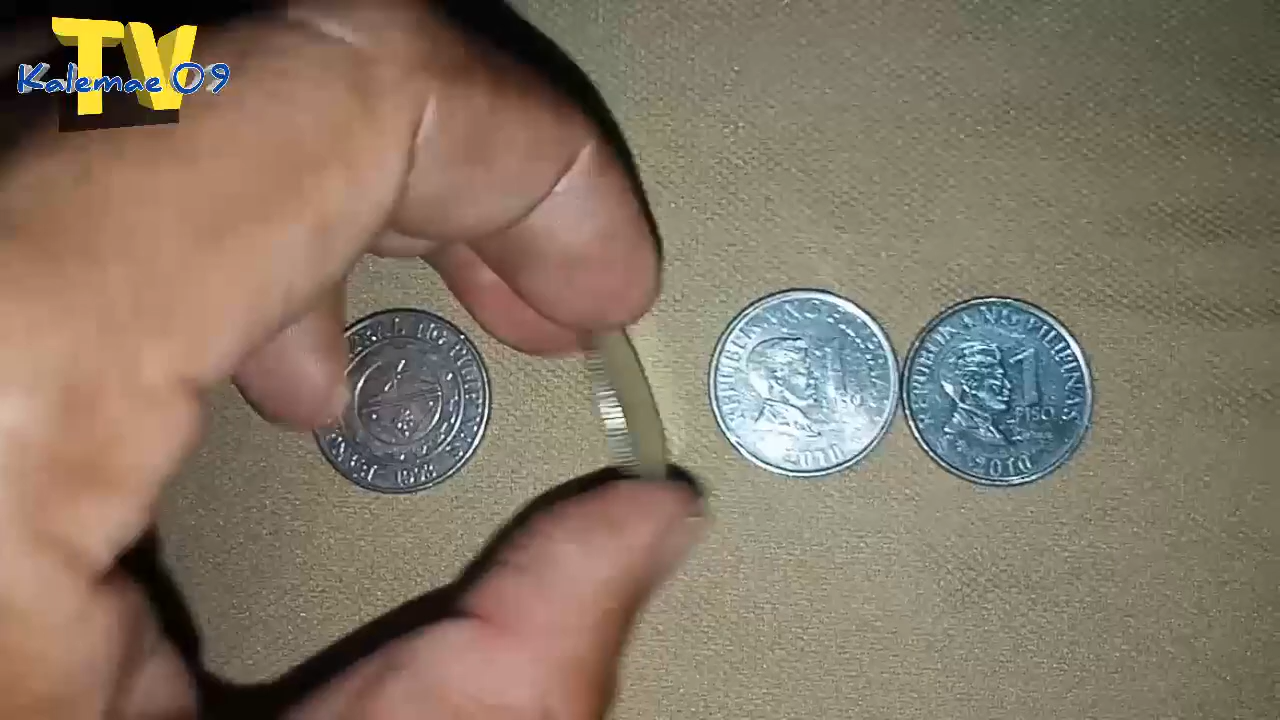 TV
Kalemae 09
REPUBLIKA NG PILIPINAS
1
PISO
2010
REPUBLIKA NG PILIPINAS
1
PISO
2010